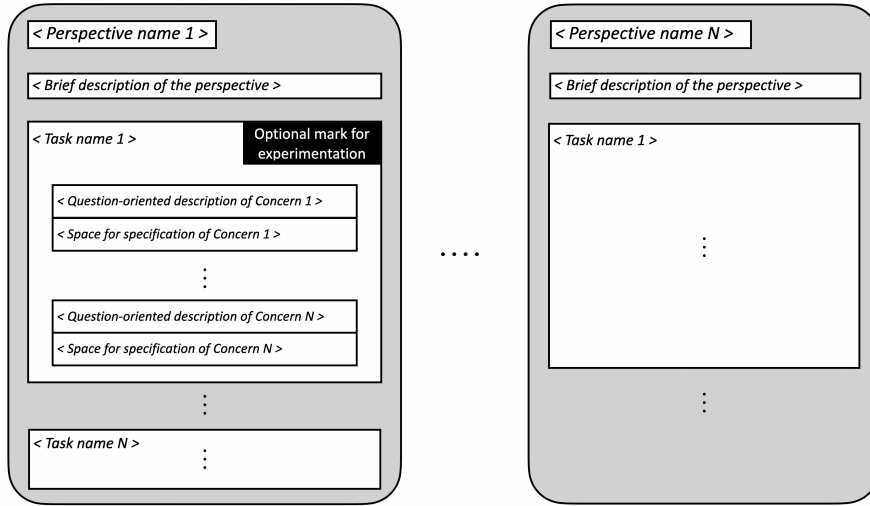 < Perspective name 1 >
< Brief description of the perspective >
< Task name 1 >
Optional mark for
experimentation
< Question-oriented description of Concern 1 >
< Space for specification of Concern 1 >
< Question-oriented description of Concern N >
< Space for specification of Concern N >
< Task name N >
< Perspective name N >
< Brief description of the perspective >
< Task name 1 >